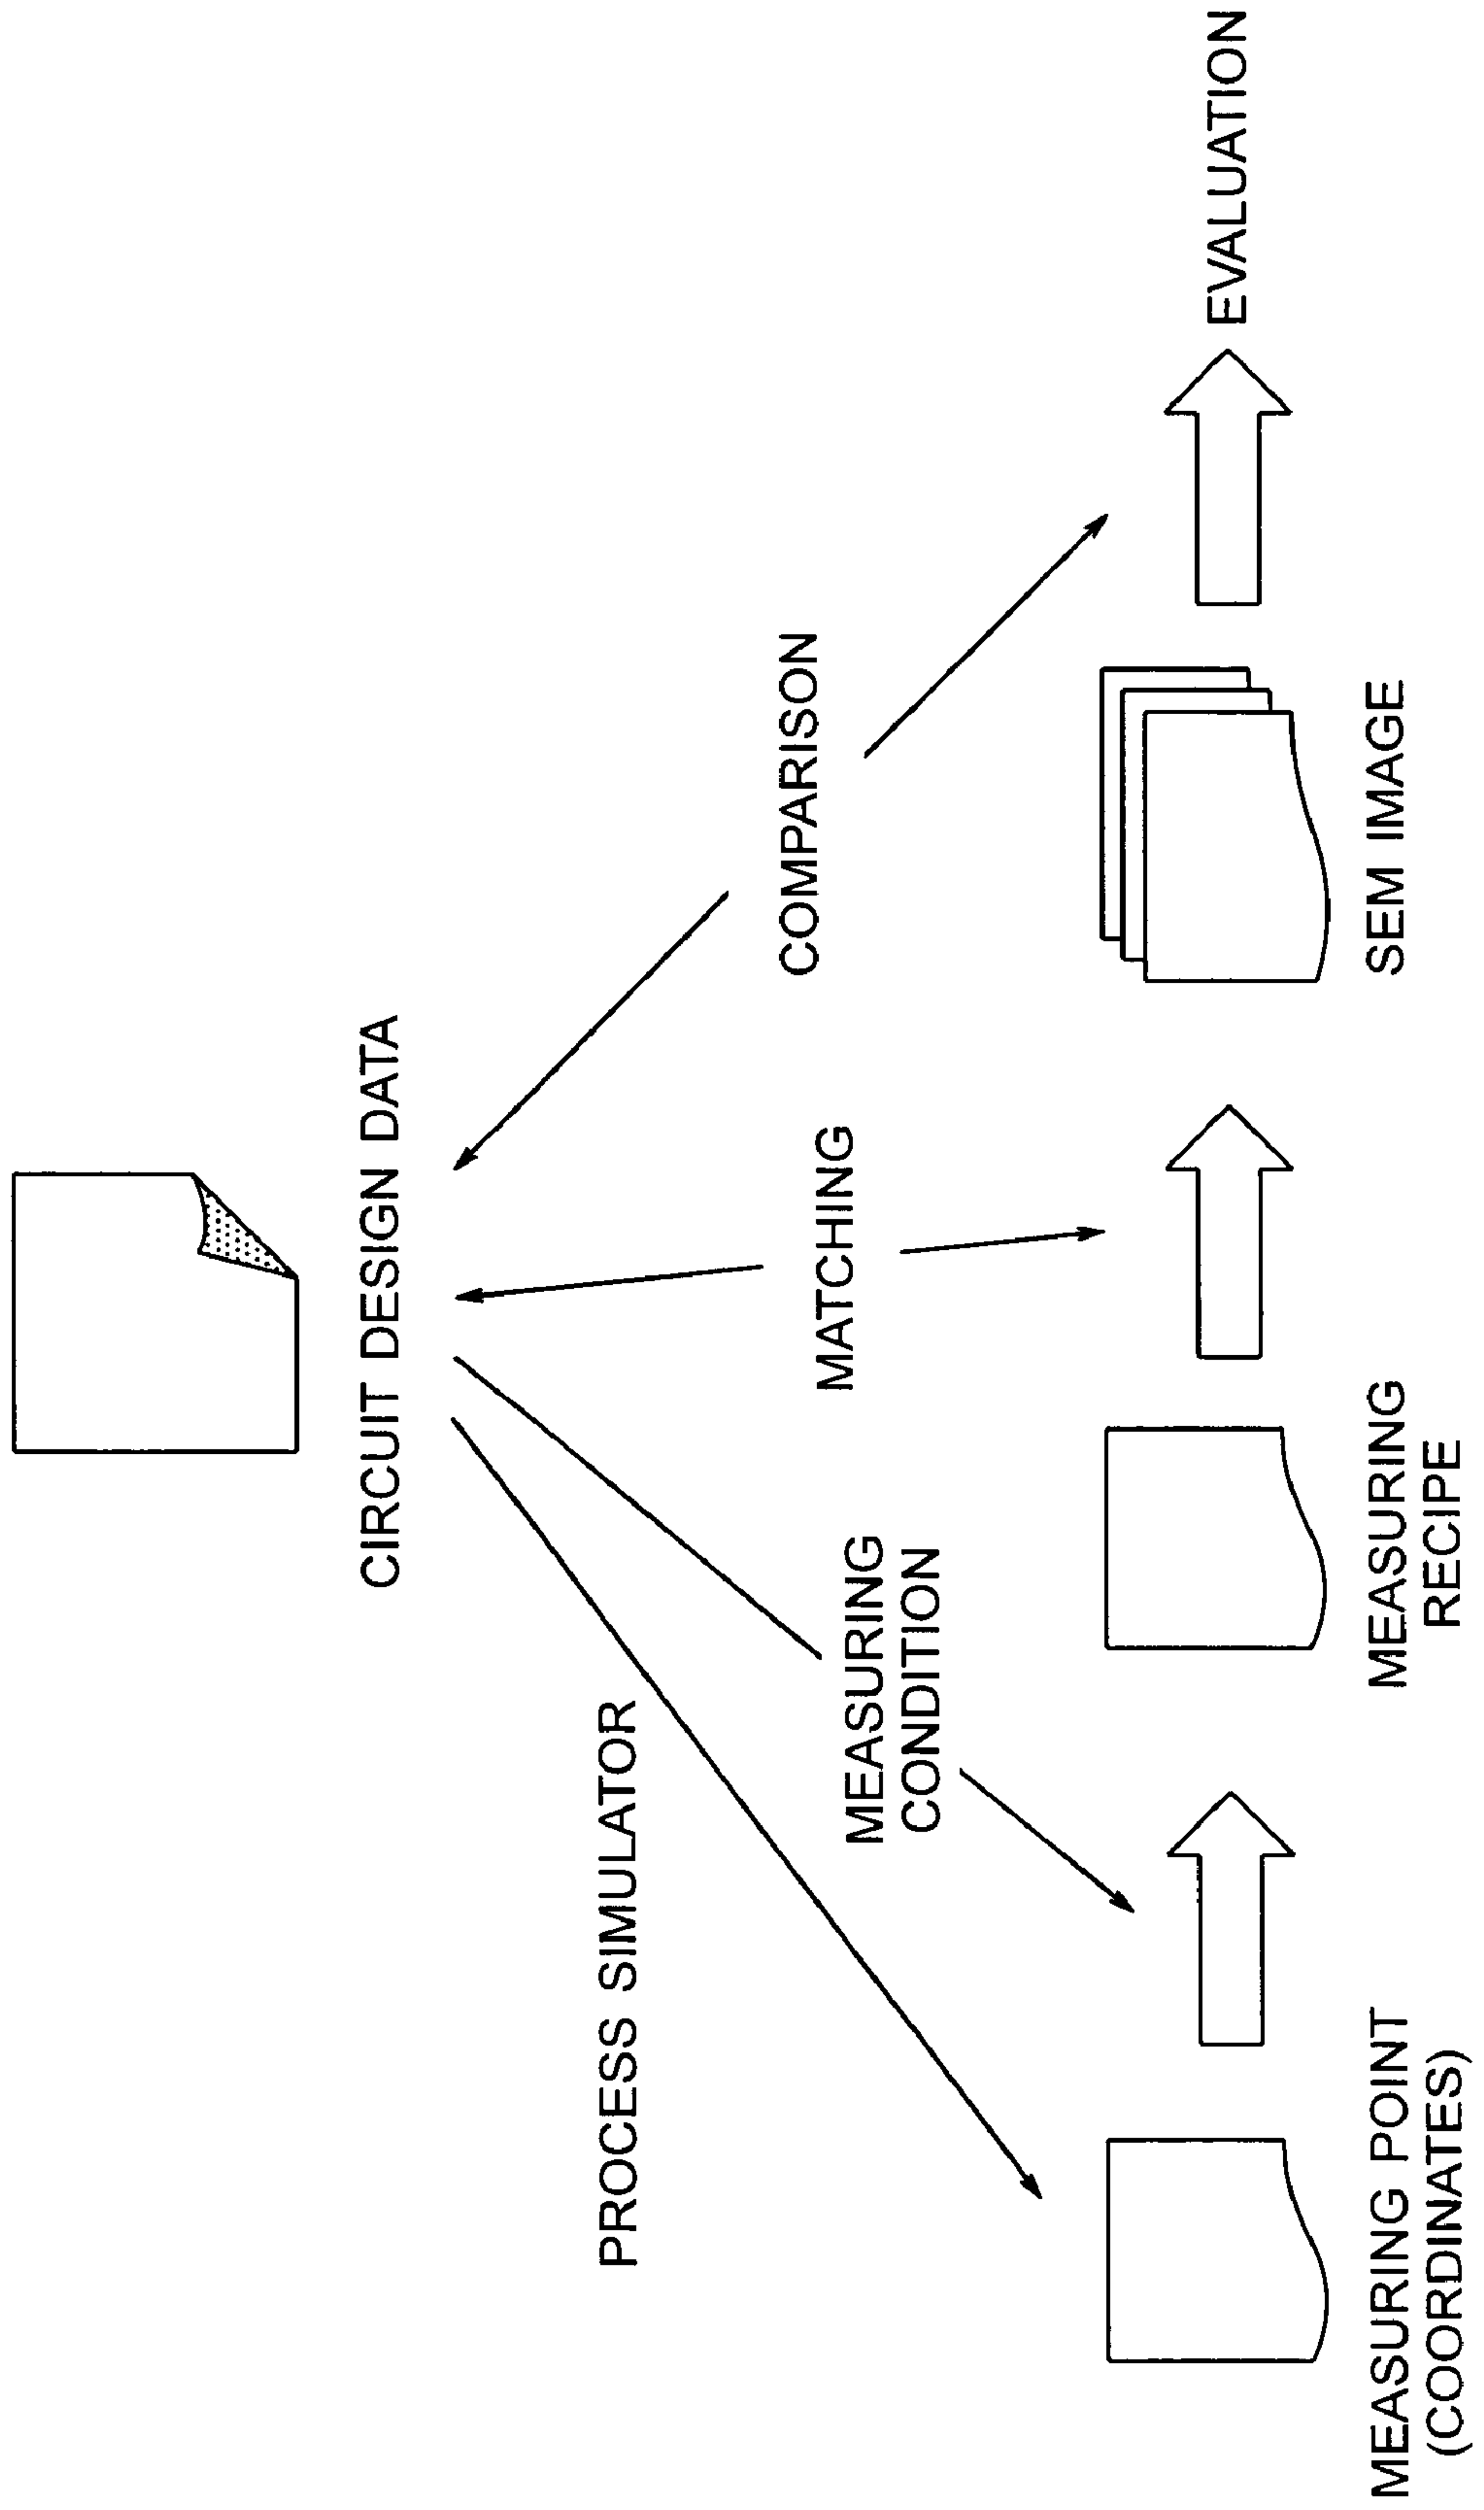 CIRCUIT DESIGN DATA
PROCESS SIMULATOR
MEASURING
CONDITION
MATCHING
COMPARISON
MEASURING POINT
(COORDINATES)
MEASURING
RECIPE
SEM IMAGE
EVALUATION